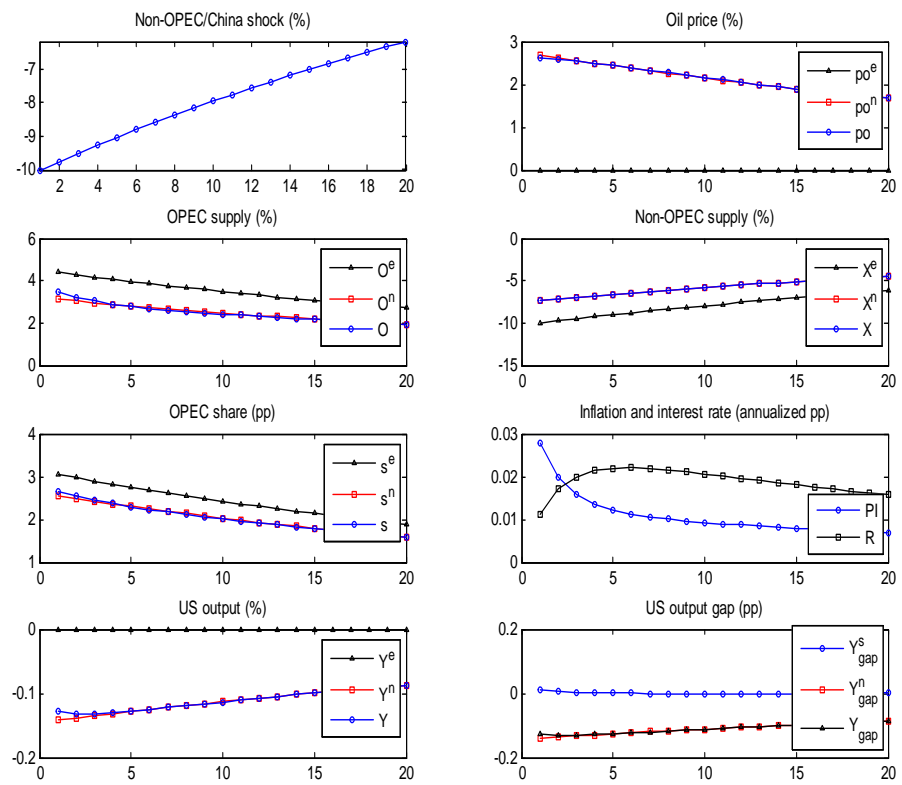 Non-OPEC/China shock (%)
-7
-8
-9
-10
2 4 6 8 10 12 14 16 18 20
Oil price (%)
3
2
1
0
0 5 10 15 20
po^e
po^n
po
OPEC supply (%)
6
4
2
0
0 5 10 15 20
O^e
O^n
O
Non-OPEC supply (%)
0
-5
-10
-15
0 5 10 15 20
X^e
X^n
X
OPEC share (pp)
4
3
2
1
0 5 10 15 20
s^e
s^n
s
Inflation and interest rate (annualized pp)
0.03
0.02
0.01
0
0 5 10 15 20
PI
R
US output (%)
0
-0.1
-0.2
0 5 10 15 20
Y^e
Y^n
Y
US output gap (pp)
0.2
0
-0.2
0 5 10 15 20
Y^s_gap
Y^n_gap
Y_gap